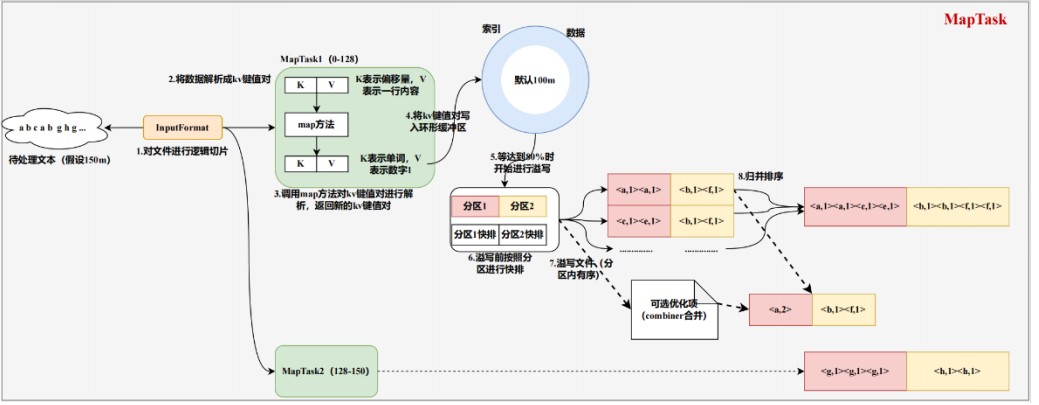 MapTask
索引
数据
默认100m
MapTask1（0-128）
2.将数据解析成kv键值对
K
V
K表示偏移量，V
表示一行内容
map方法
K
V
K表示单词，V
表示数字1
4.将kv键值对写
入环形缓冲区
a b c a b g h g ...
待处理文本（假设150m）
InputFormat
1.对文件进行逻辑切片
3.调用map方法对kv键值对进行解
析，返回新的kv键值对
5.等达到80%时
开始进行溢写
分区1
分区2
分区1快排
分区2快排
6.溢写前按照分
区进行快排
7.溢写文件（分
区内有序）
<a,1><a,1>
<b,1><f,1>
<c,1><e,1>
<b,1><f,1>
..............
..............
8.归并排序
<a,1><a,1><c,1><e,1>
<b,1><b,1><f,1><f,1>
可选优化项
（combiner合并）
<a,2>
<b,1><f,1>
MapTask2（128-150）
<g,1><g,1><g,1>
<h,1><h,1>